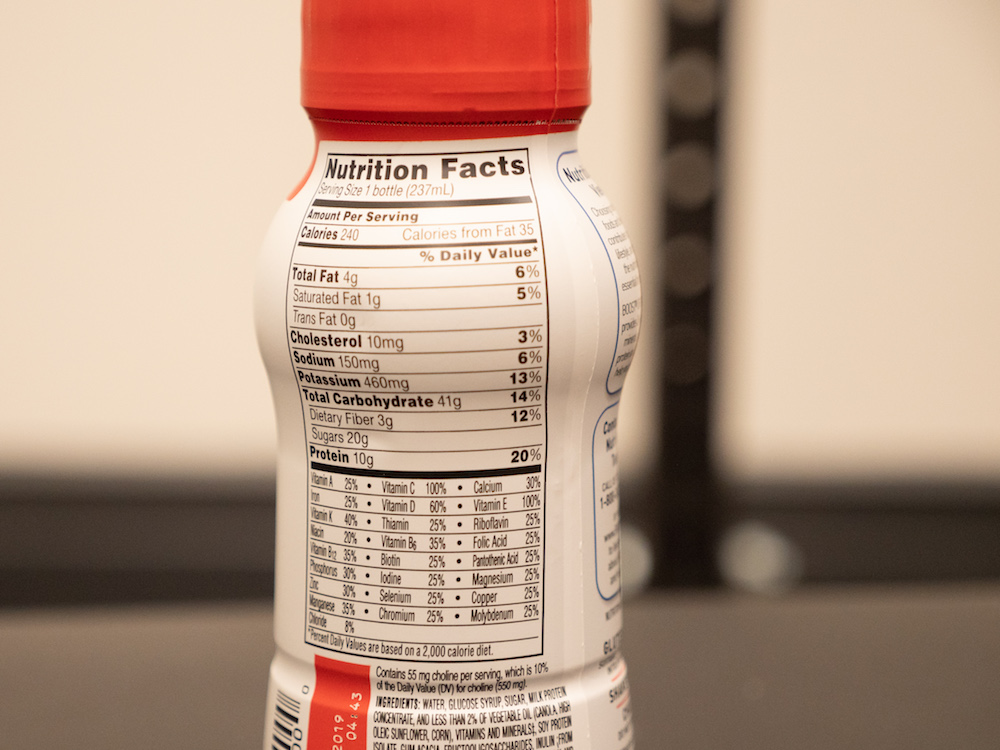 Nutrition Facts
Serving Size 1 bottle (237mL)
Amount Per Serving
Calories 240 Calories from Fat 35
% Daily Value*
Total Fat 4g 6%
Saturated Fat 1g 5%
Trans Fat 0g
Cholesterol 10mg 3%
Sodium 150mg 6%
Potassium 460mg 13%
Total Carbohydrate 41g 14%
Dietary Fiber 3g 12%
Sugars 20g
Protein 10g 20%
Vitamin A 25% • Vitamin C 100% • Calcium 30%
Iron 25% • Vitamin D 60% • Vitamin E 100%
Vitamin K 40% • Thiamin 25% • Riboflavin 25%
Niacin 20% • Vitamin B6 35% • Folic Acid 25%
Vitamin B12 35% • Biotin 25% • Pantothenic Acid 25%
Phosphorus 30% • Iodine 25% • Magnesium 25%
Zinc 30% • Selenium 25% • Copper 25%
Manganese 35% • Chromium 25% • Molybdenum 25%
Chloride 8%
*Percent Daily Values are based on a 2,000 calorie diet.
Contains 55 mg choline per serving, which is 10%
of the Daily Value (DV) for choline (550 mg).
INGREDIENTS: WATER, GLUCOSE SYRUP, SUGAR, MILK PROTEIN
CONCENTRATE, AND LESS THAN 2% OF VEGETABLE OIL (CANOLA, HIGH
OLEIC SUNFLOWER, CORN), VITAMINS AND MINERALS‡, SOY PROTEIN
ISOLATE, GUM ACACIA, FRUCTOOLIGOSACCHARIDES, INULIN (FROM
2019
04:43